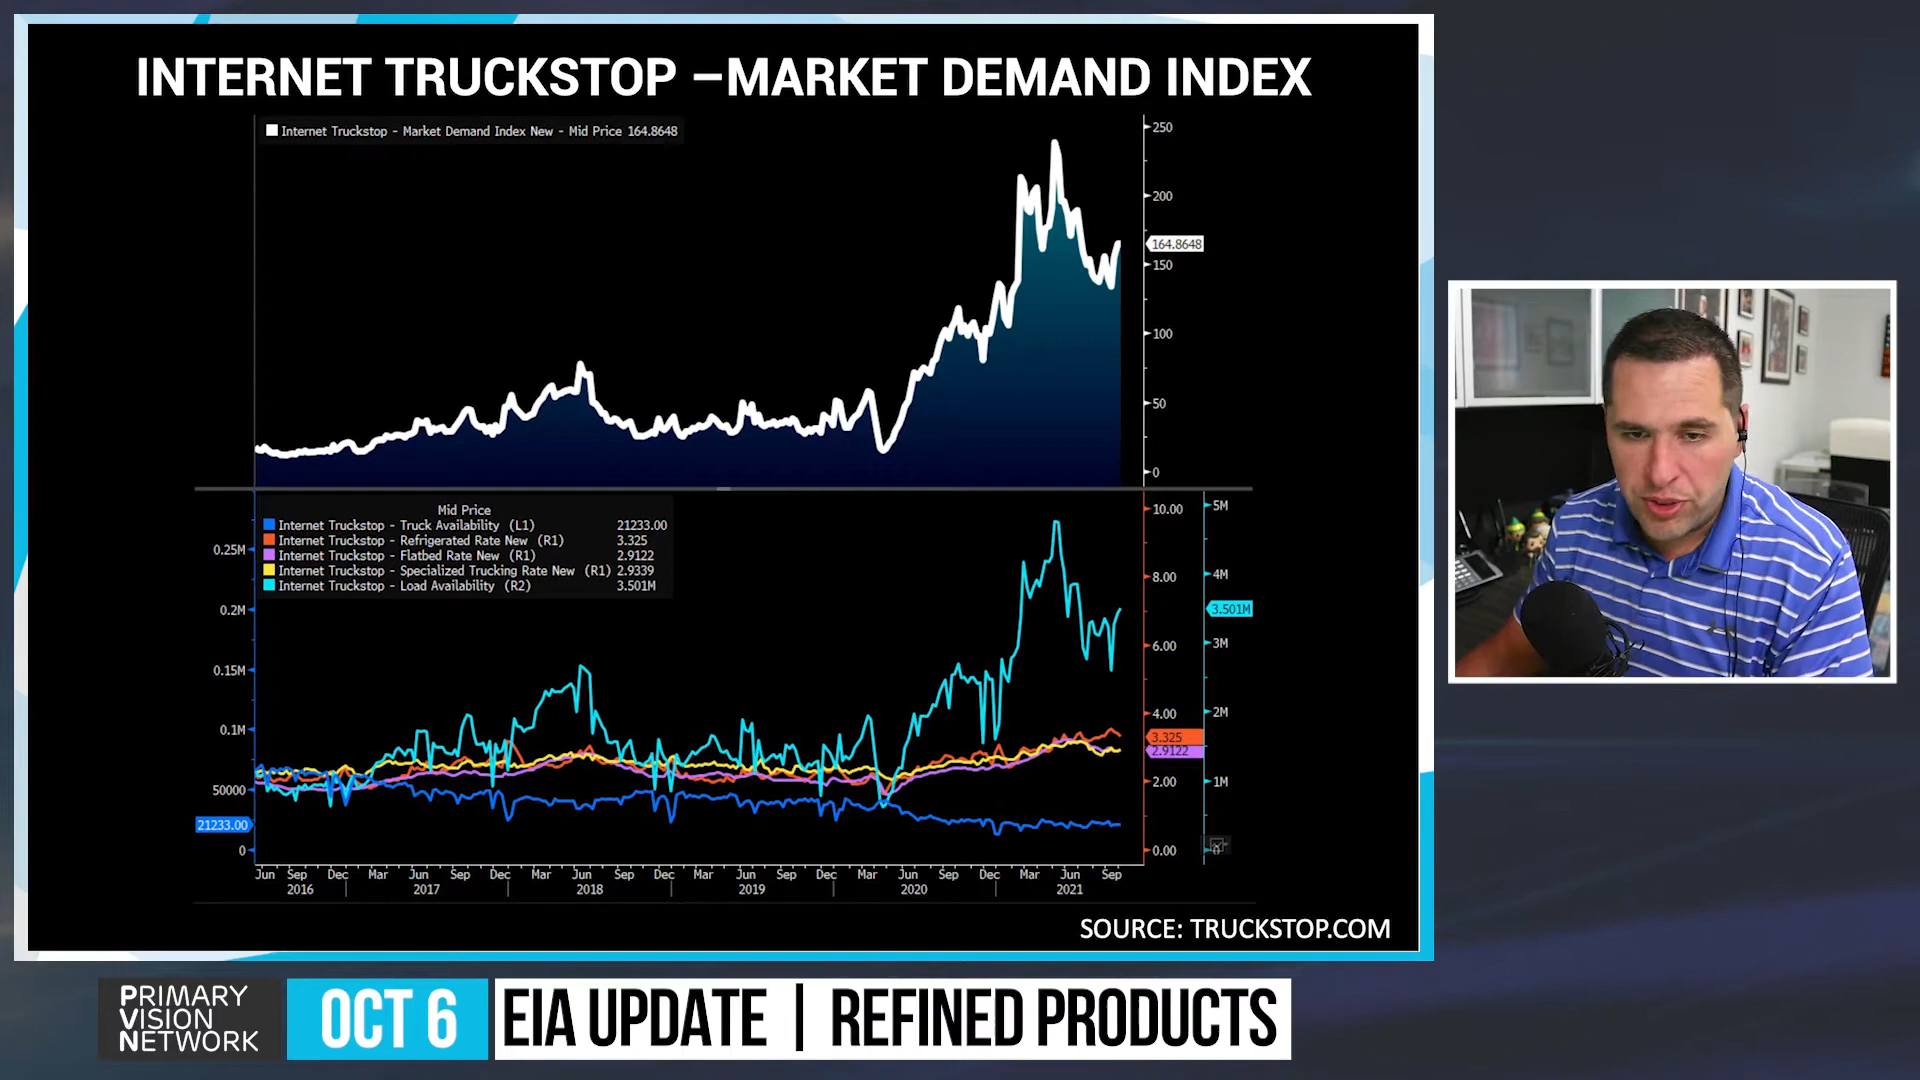 INTERNET TRUCKSTOP –MARKET DEMAND INDEX
Internet Truckstop - Market Demand Index New - Mid Price 164.8648
250
200
164.8648
150
100
50
0
Mid Price
Internet Truckstop - Truck Availability (L1) 21233.00
Internet Truckstop - Refrigerated Rate New (R1) 3.325
Internet Truckstop - Flatbed Rate New (R1) 2.9122
Internet Truckstop - Specialized Trucking Rate New (R1) 2.9339
Internet Truckstop - Load Availability (R2) 3.501M
0.25M
0.2M
0.15M
0.1M
50000
21233.00
0
10.00
8.00
6.00
4.00
3.325
2.9122
2.00
0.00
5M
4M
3.501M
3M
2M
1M
0
Jun Sep Dec Mar Jun Sep Dec Mar Jun Sep Dec Mar Jun Sep Dec Mar Jun Sep Dec Mar Jun Sep
2016 2017 2018 2019 2020 2021
SOURCE: TRUCKSTOP.COM
PRIMARY
VISION
NETWORK
OCT 6
EIA UPDATE | REFINED PRODUCTS